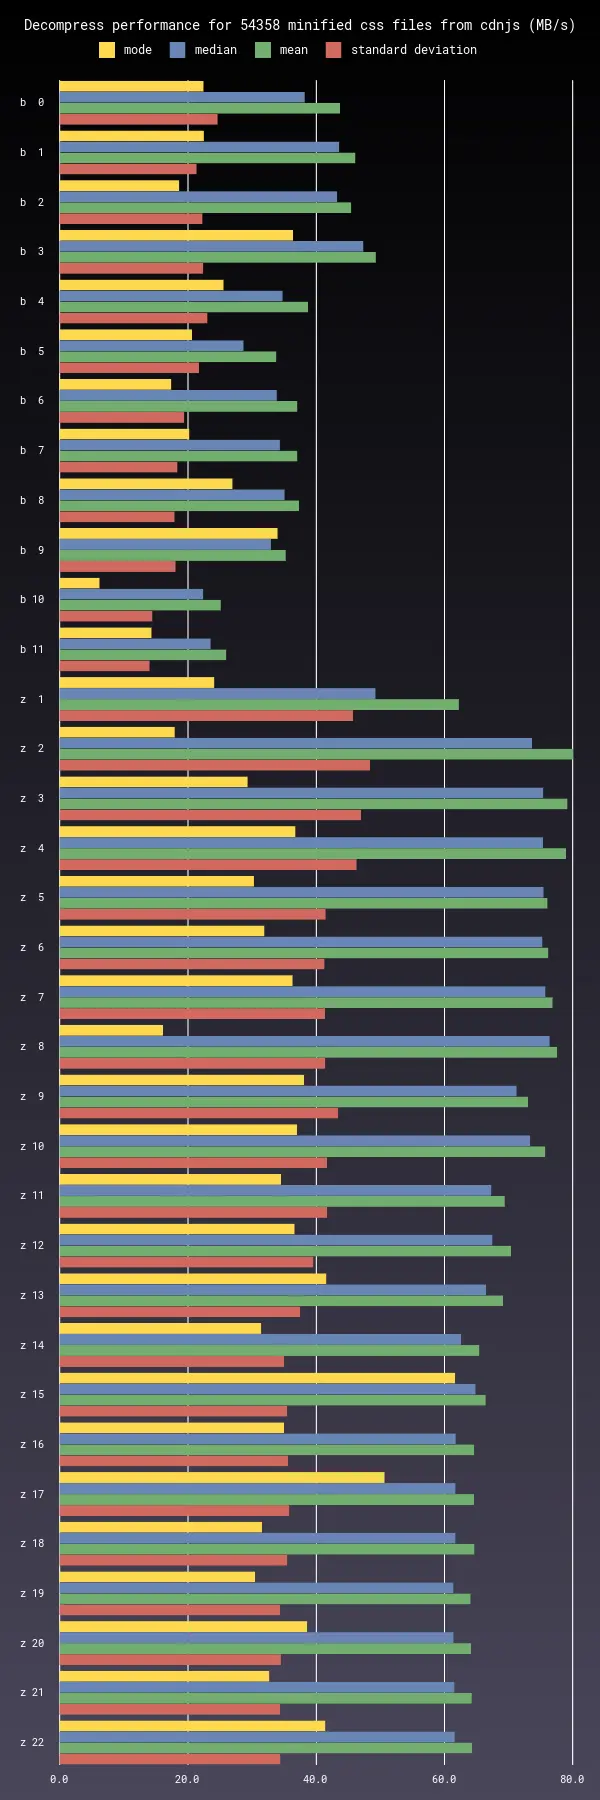 Decompress performance for 54358 minified css files from cdnjs (MB/s)
mode median mean standard deviation
b 0
b 1
b 2
b 3
b 4
b 5
b 6
b 7
b 8
b 9
b 10
b 11
z 1
z 2
z 3
z 4
z 5
z 6
z 7
z 8
z 9
z 10
z 11
z 12
z 13
z 14
z 15
z 16
z 17
z 18
z 19
z 20
z 21
z 22
0.0 20.0 40.0 60.0 80.0